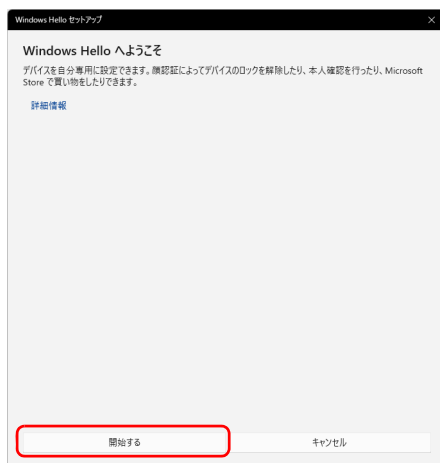 Windows Hello セットアップ
Windows Hello へようこそ
デバイスを自分専用に設定できます。顔認証によってデバイスのロックを解除したり、本人確認を行ったり、Microsoft
Store で買い物をしたりできます。
詳細情報
開始する
キャンセル